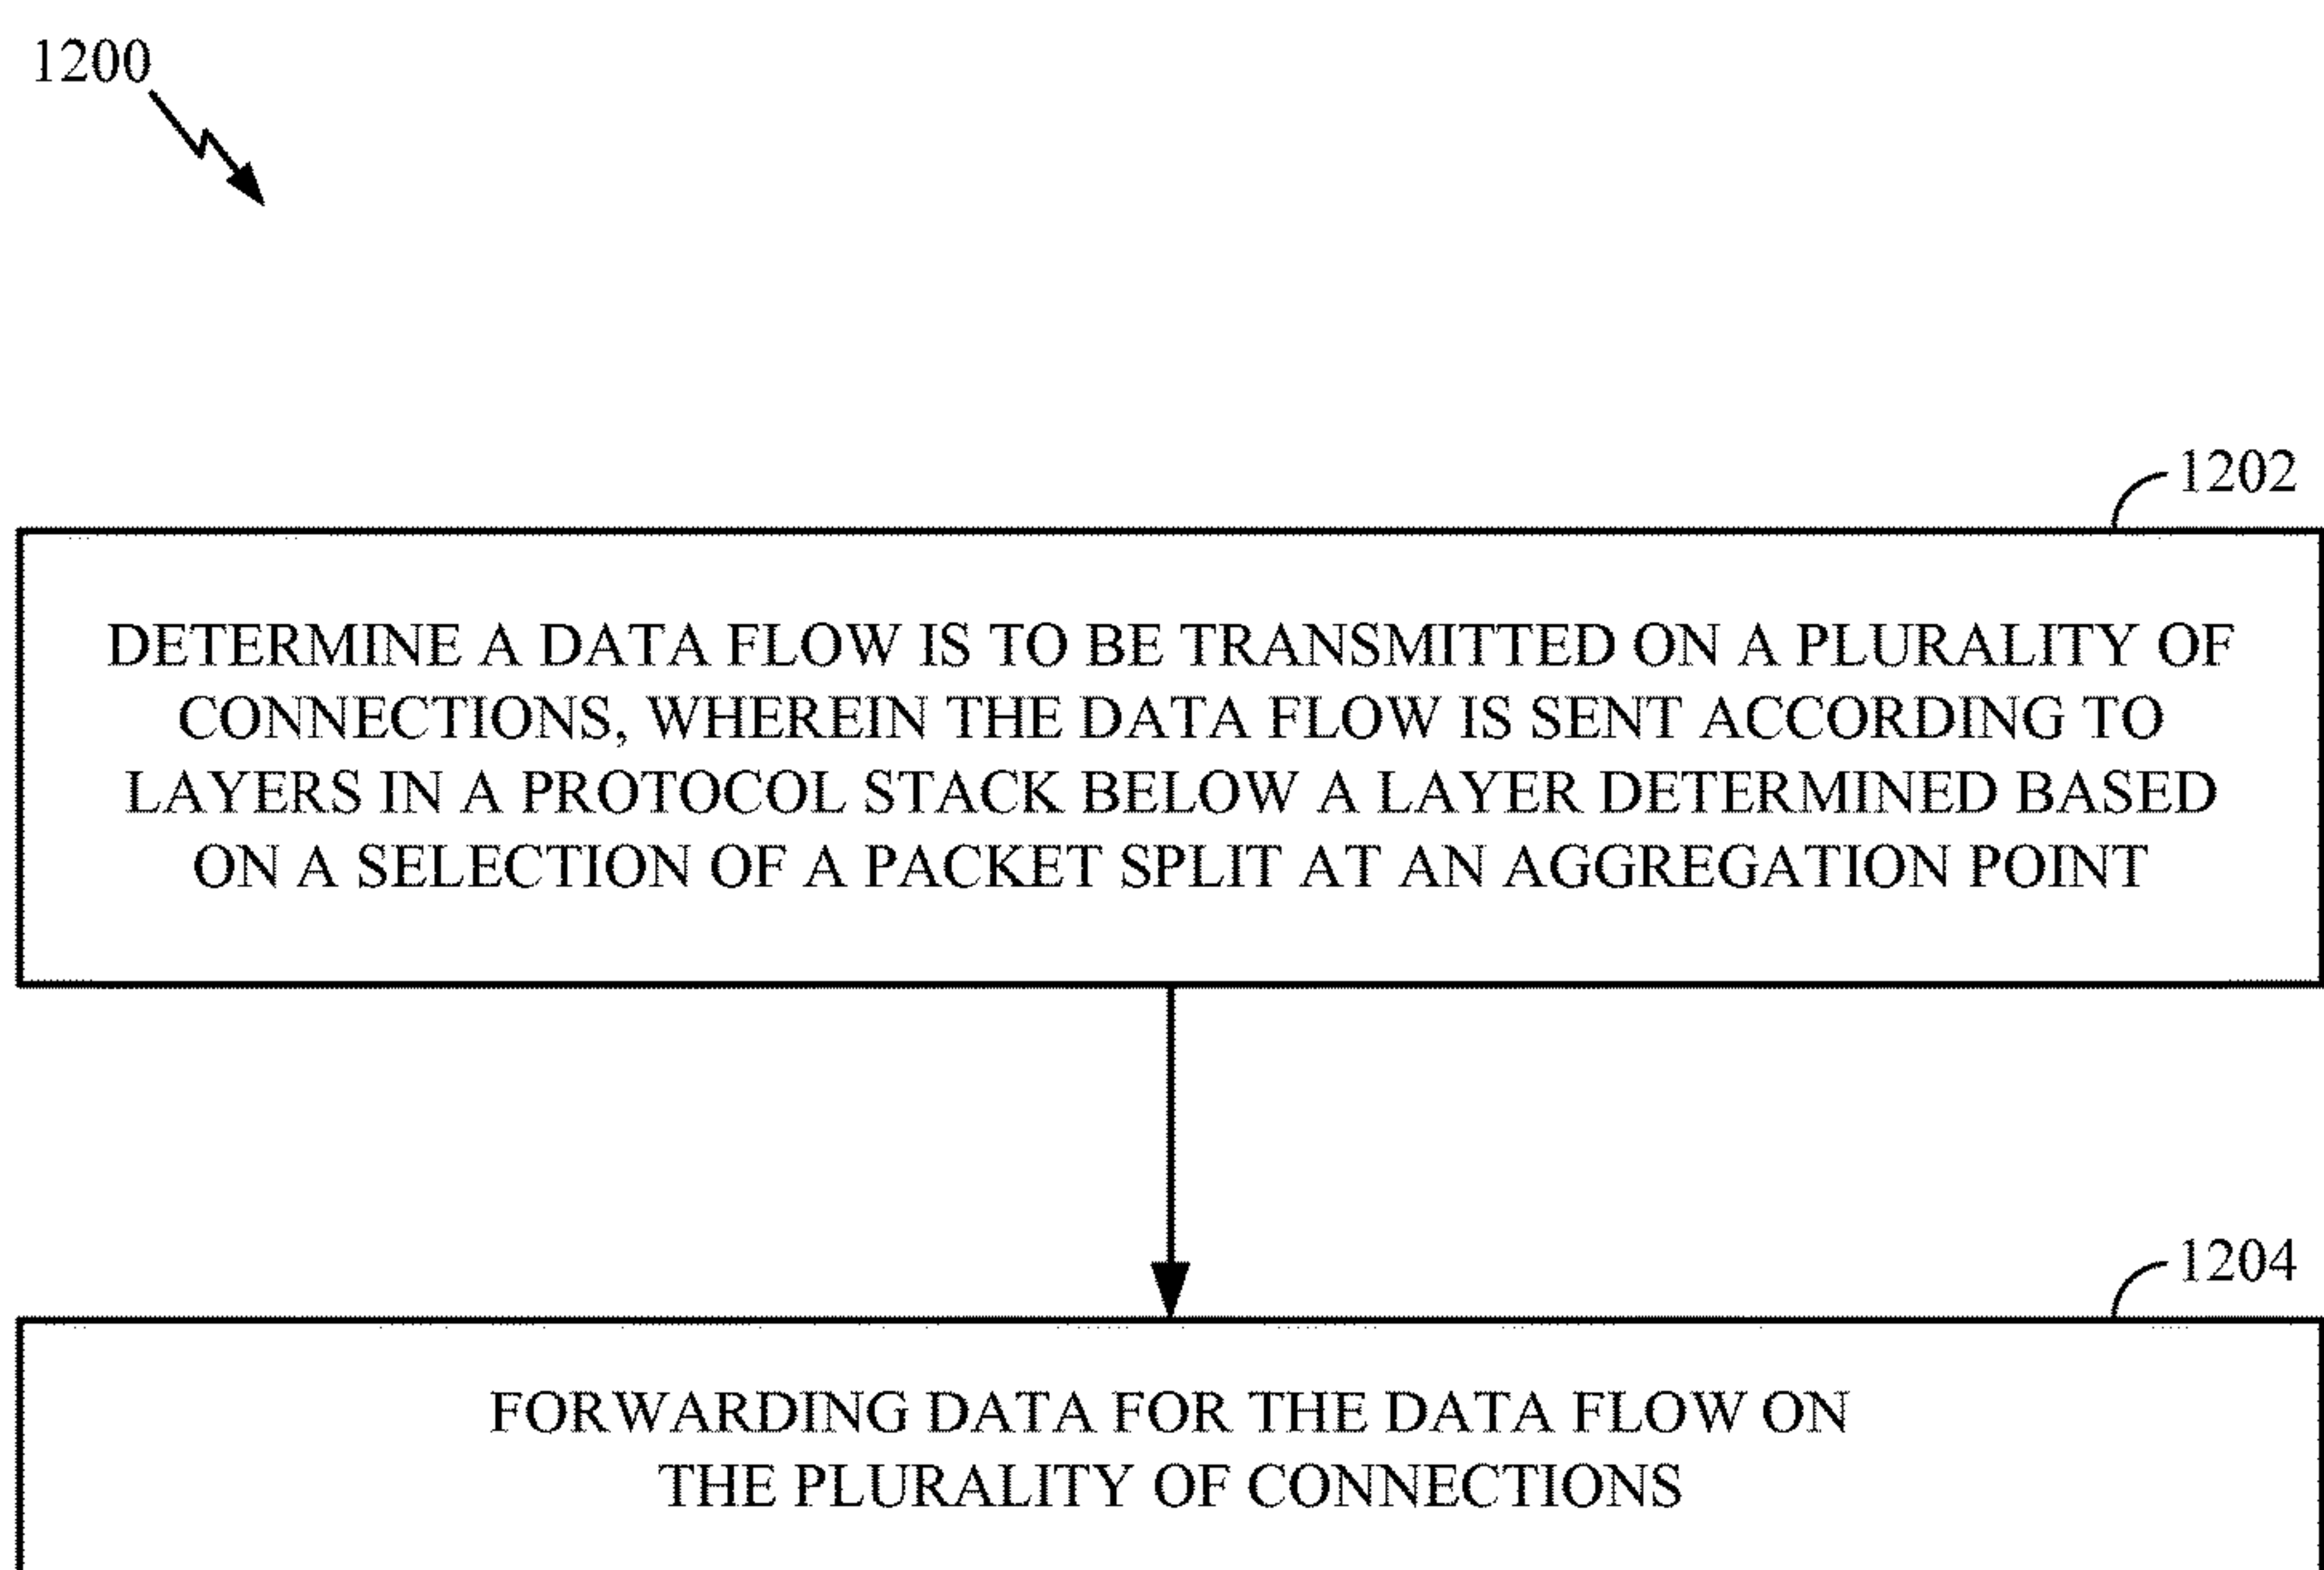 1200
1202
DETERMINE A DATA FLOW IS TO BE TRANSMITTED ON A PLURALITY OF
CONNECTIONS, WHEREIN THE DATA FLOW IS SENT ACCORDING TO
LAYERS IN A PROTOCOL STACK BELOW A LAYER DETERMINED BASED
ON A SELECTION OF A PACKET SPLIT AT AN AGGREGATION POINT
1204
FORWARDING DATA FOR THE DATA FLOW ON
THE PLURALITY OF CONNECTIONS